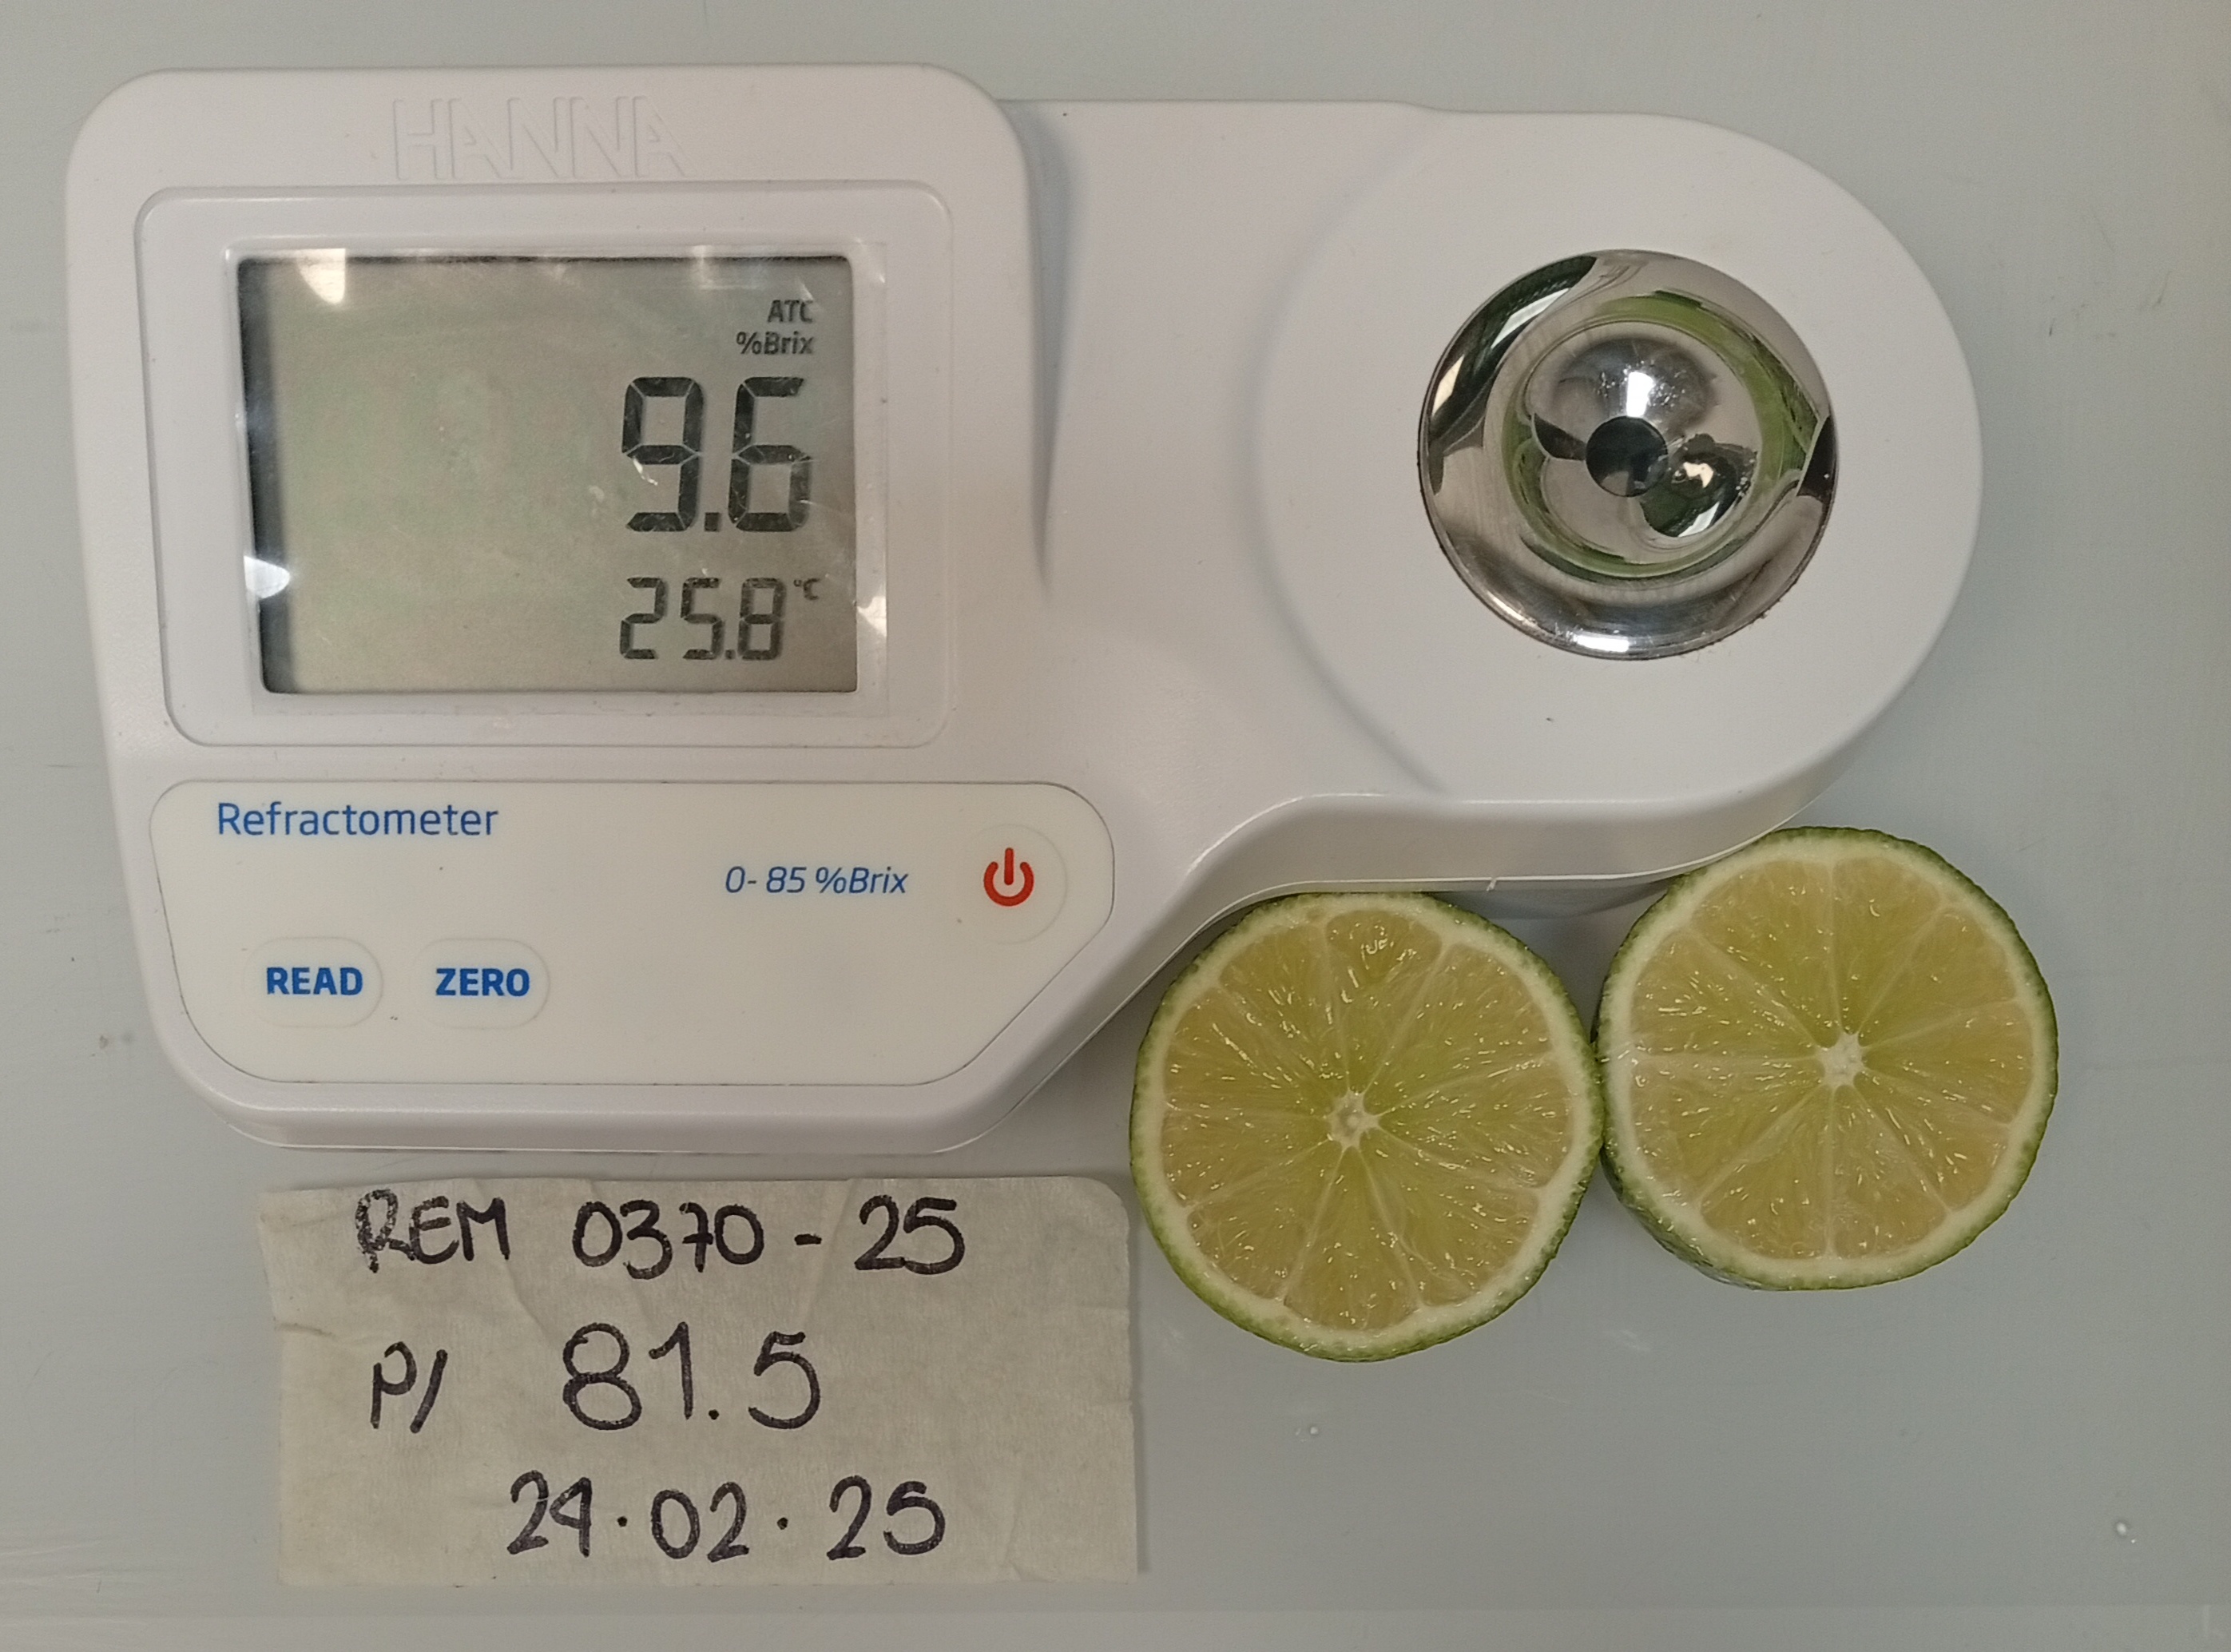 HANNA
ATC
%Brix
9.6
25.8 °C
Refractometer
0-85 %Brix
READ ZERO
REM 0370-25
P/ 81.5
24.02.25